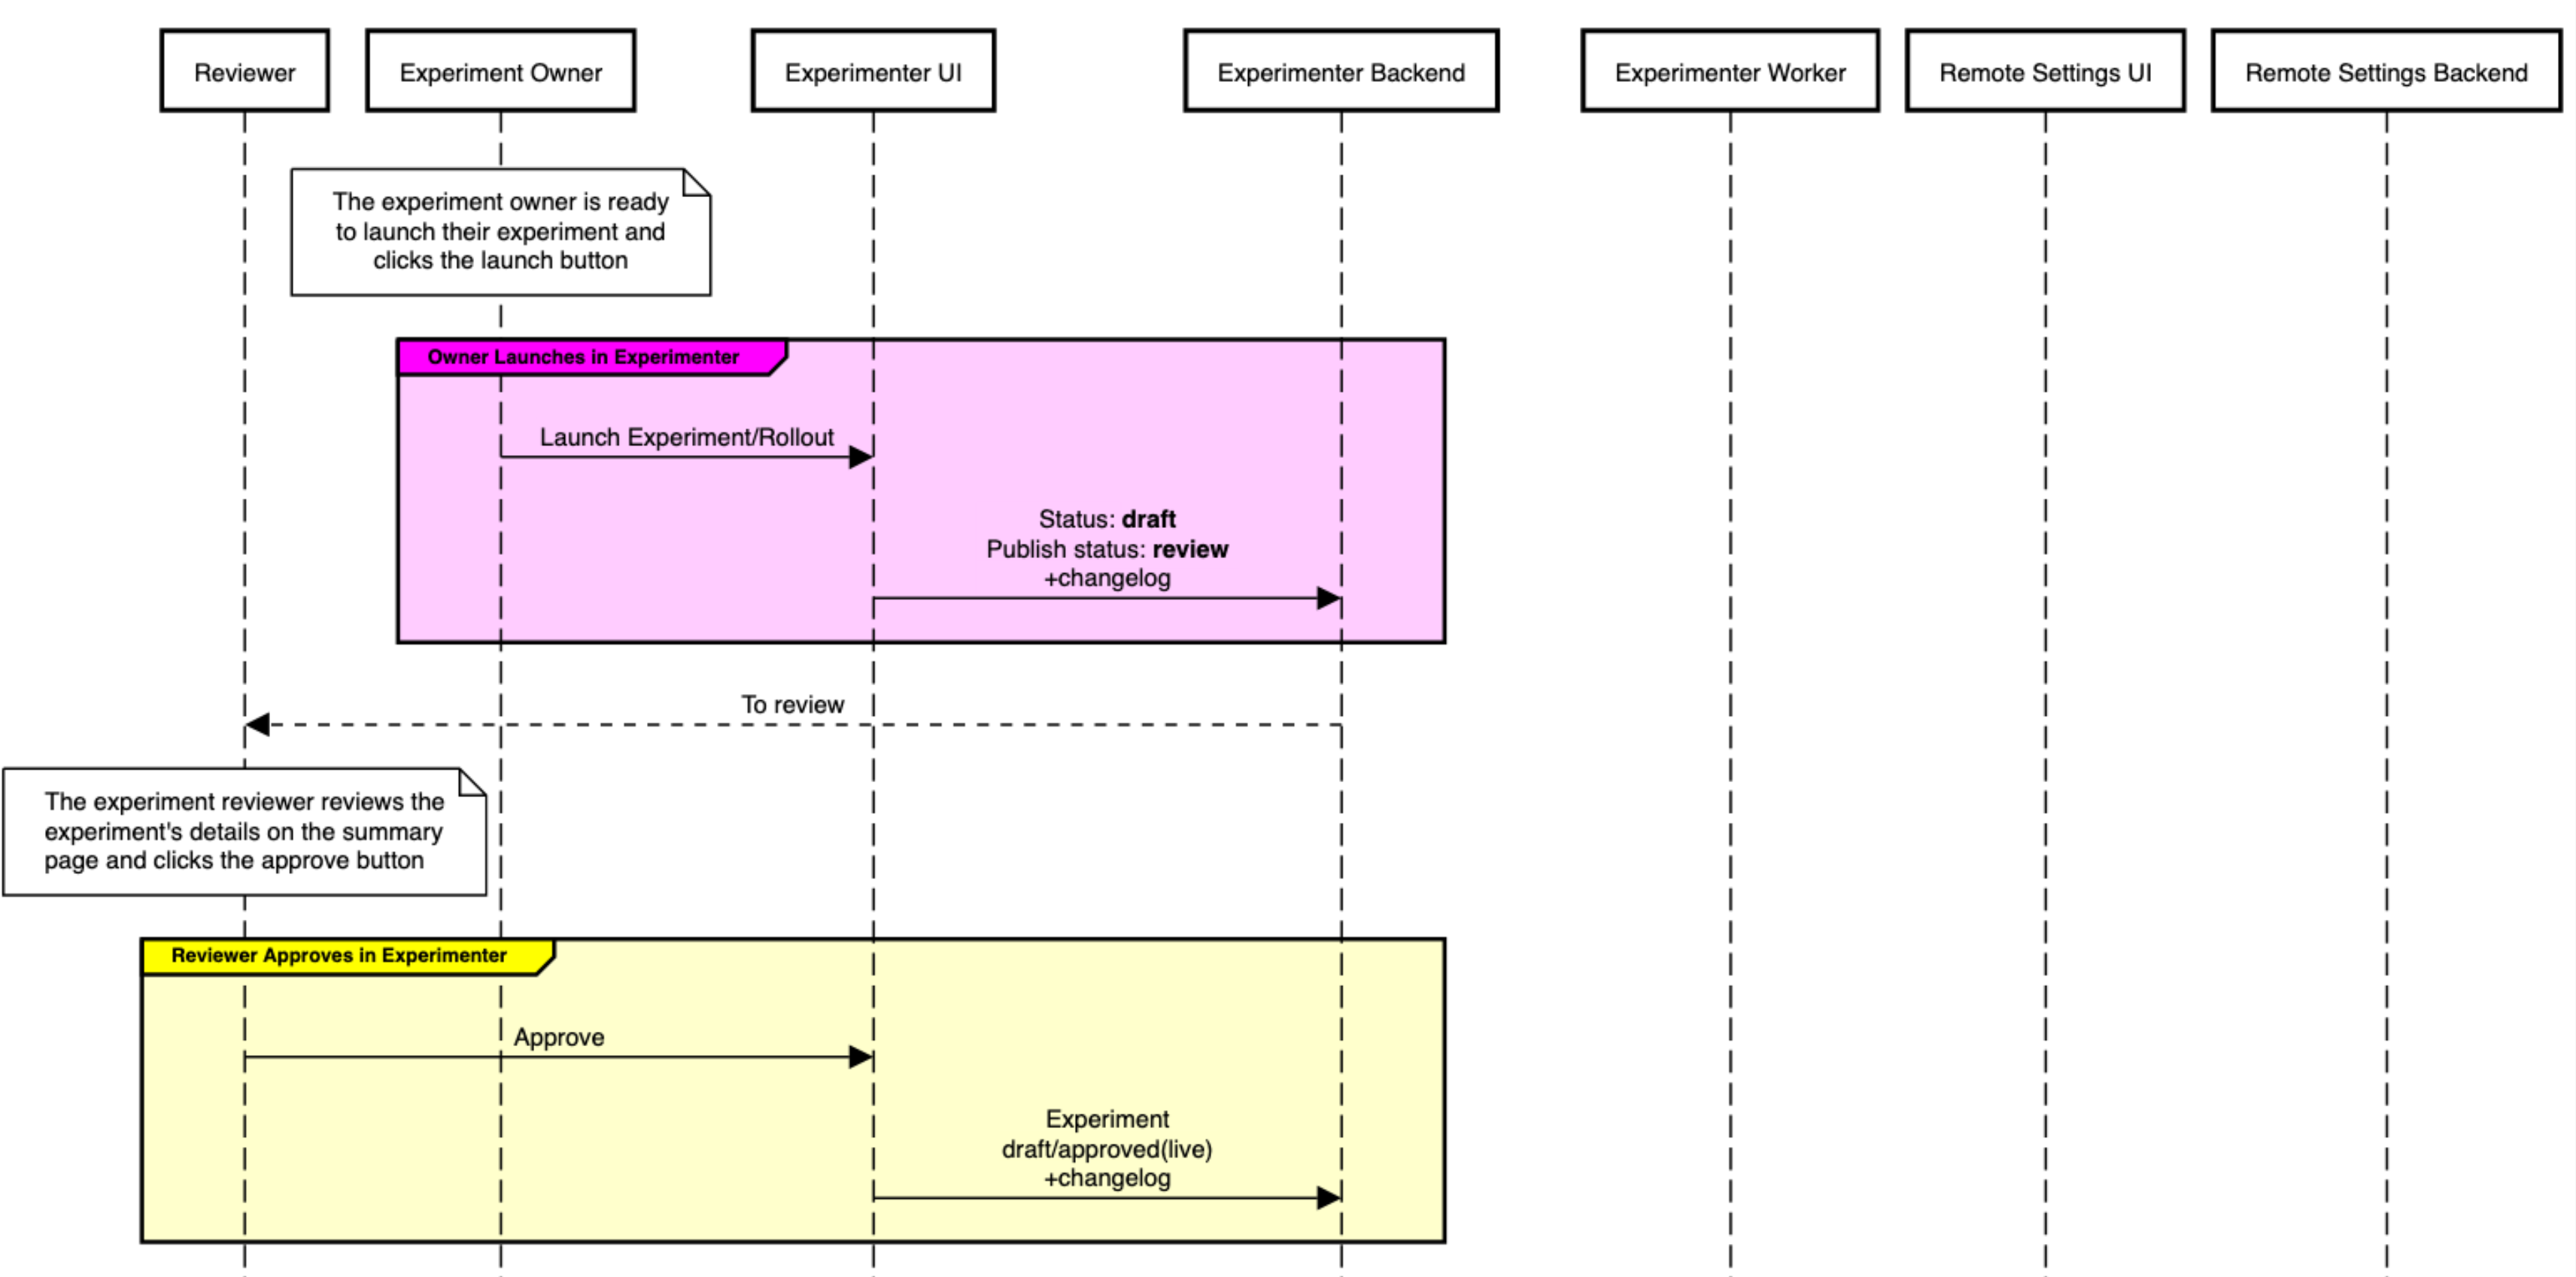 Reviewer
Experiment Owner
Experimenter UI
Experimenter Backend
Experimenter Worker
Remote Settings UI
Remote Settings Backend
The experiment owner is ready
to launch their experiment and
clicks the launch button
Owner Launches in Experimenter
Launch Experiment/Rollout
Status: draft
Publish status: review
+changelog
To review
The experiment reviewer reviews the
experiment's details on the summary
page and clicks the approve button
Reviewer Approves in Experimenter
Approve
Experiment
draft/approved(live)
+changelog